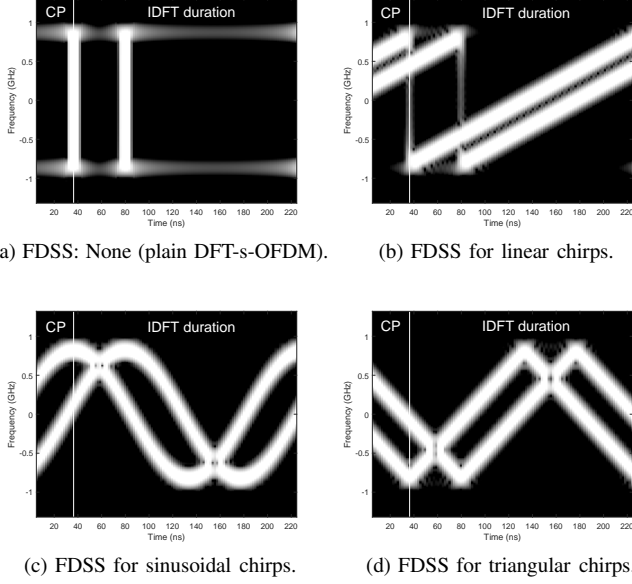 CP IDFT duration
1
0.5
0
-0.5
-1
Frequency (GHz)
20 40 60 80 100 120 140 160 180 200 220
Time (ns)
a) FDSS: None (plain DFT-s-OFDM).
CP IDFT duration
1
0.5
0
-0.5
-1
Frequency (GHz)
20 40 60 80 100 120 140 160 180 200 220
Time (ns)
(b) FDSS for linear chirps.
CP IDFT duration
1
0.5
0
-0.5
-1
Frequency (GHz)
20 40 60 80 100 120 140 160 180 200 220
Time (ns)
(c) FDSS for sinusoidal chirps.
CP IDFT duration
1
0.5
0
-0.5
-1
Frequency (GHz)
20 40 60 80 100 120 140 160 180 200 220
Time (ns)
(d) FDSS for triangular chirps.